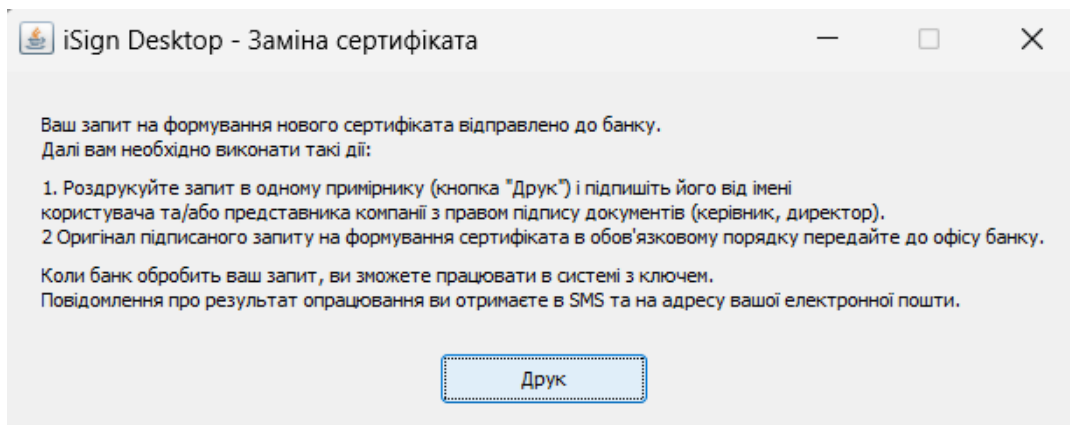 iSign Desktop - Заміна сертифіката
Ваш запит на формування нового сертифіката відправлено до банку.
Далі вам необхідно виконати такі дії:
1. Роздрукуйте запит в одному примірнику (кнопка "Друк") і підпишіть його від імені
користувача та/або представника компанії з правом підпису документів (керівник, директор).
2 Оригінал підписаного запиту на формування сертифіката в обов'язковому порядку передайте до офісу банку.
Коли банк обробить ваш запит, ви зможете працювати в системі з ключем.
Повідомлення про результат опрацювання ви отримаєте в SMS та на адресу вашої електронної пошти.
Друк